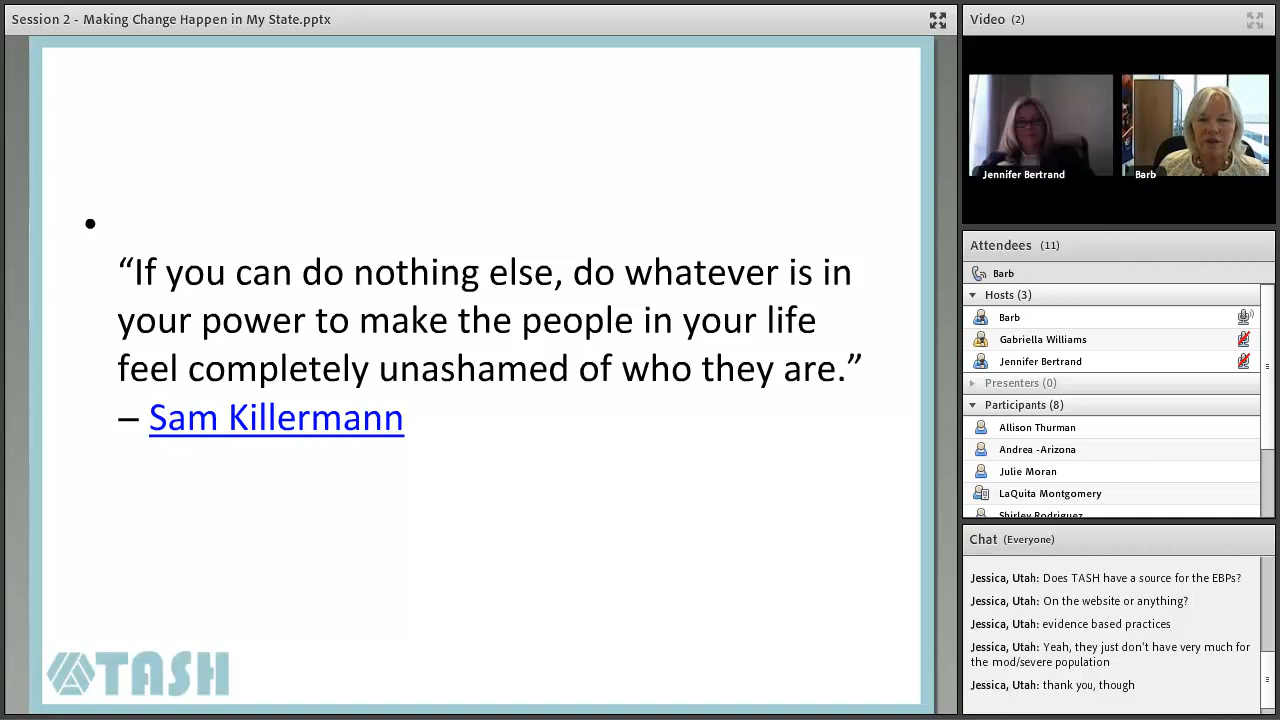 Session 2 - Making Change Happen in My State.pptx
•
“If you can do nothing else, do whatever is in
your power to make the people in your life
feel completely unashamed of who they are.”
– Sam Killermann
TASH
Video (2)
Jennifer Bertrand
Barb
Attendees (11)
Barb
Hosts (3)
Barb
Gabriella Williams
Jennifer Bertrand
Presenters (0)
Participants (8)
Allison Thurman
Andrea -Arizona
Julie Moran
LaQuita Montgomery
Shirley Rodriguez
Chat (Everyone)
Jessica, Utah: Does TASH have a source for the EBPs?
Jessica, Utah: On the website or anything?
Jessica, Utah: evidence based practices
Jessica, Utah: Yeah, they just don't have very much for
the mod/severe population
Jessica, Utah: thank you, though